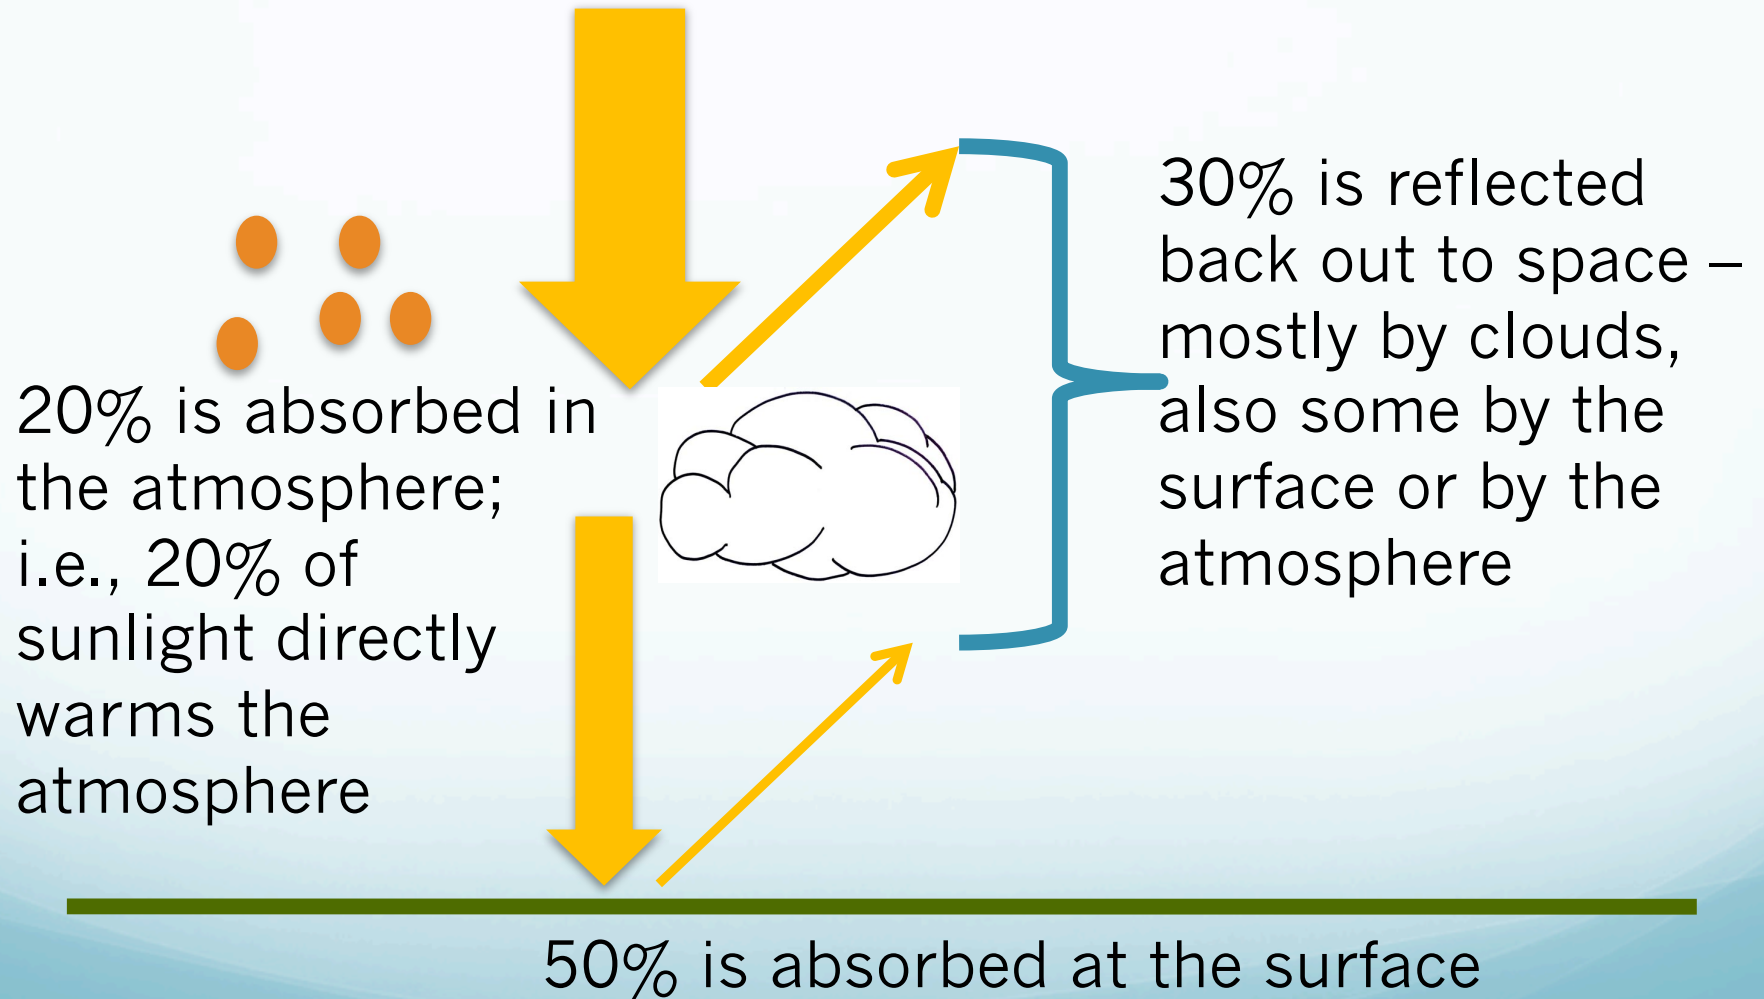 20% is absorbed in
the atmosphere;
i.e., 20% of
sunlight directly
warms the
atmosphere
30% is reflected
back out to space –
mostly by clouds,
also some by the
surface or by the
atmosphere
50% is absorbed at the surface